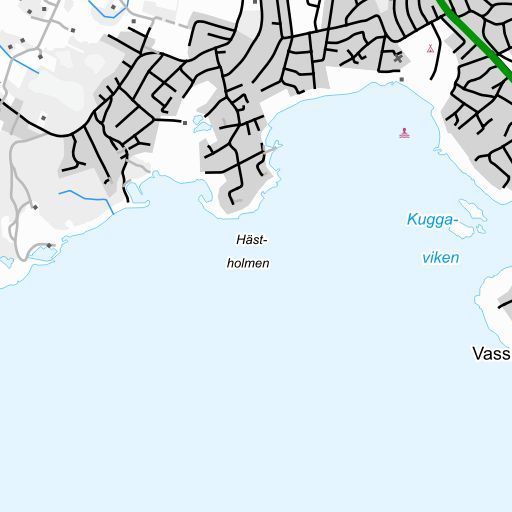 Kugga-
viken
Häst-
holmen
Vass